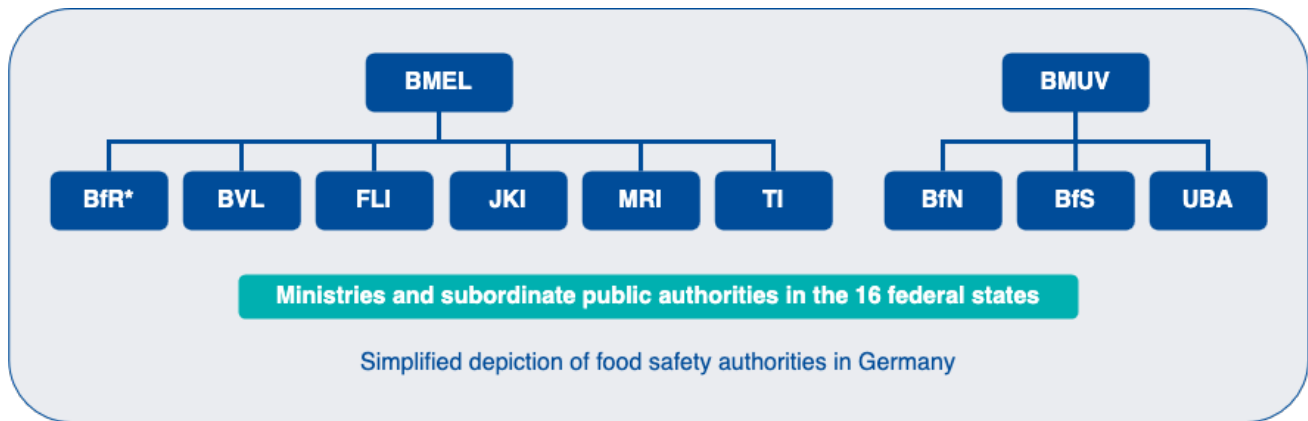 BMEL
BMUV
BfR*
BVL
FLI
JKI
MRI
TI
BfN
BfS
UBA
Ministries and subordinate public authorities in the 16 federal states
Simplified depiction of food safety authorities in Germany